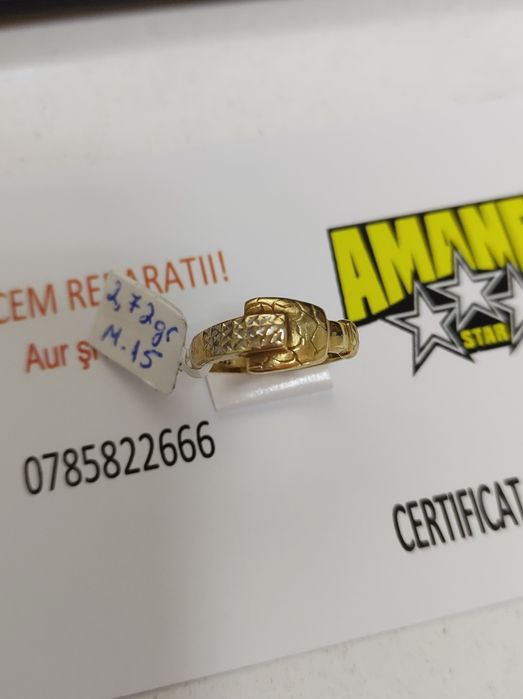 CEM REPARATII!
Aur şi
2,72gr
M.15
0785822666
AMANE
STAR
CERTIFICAT